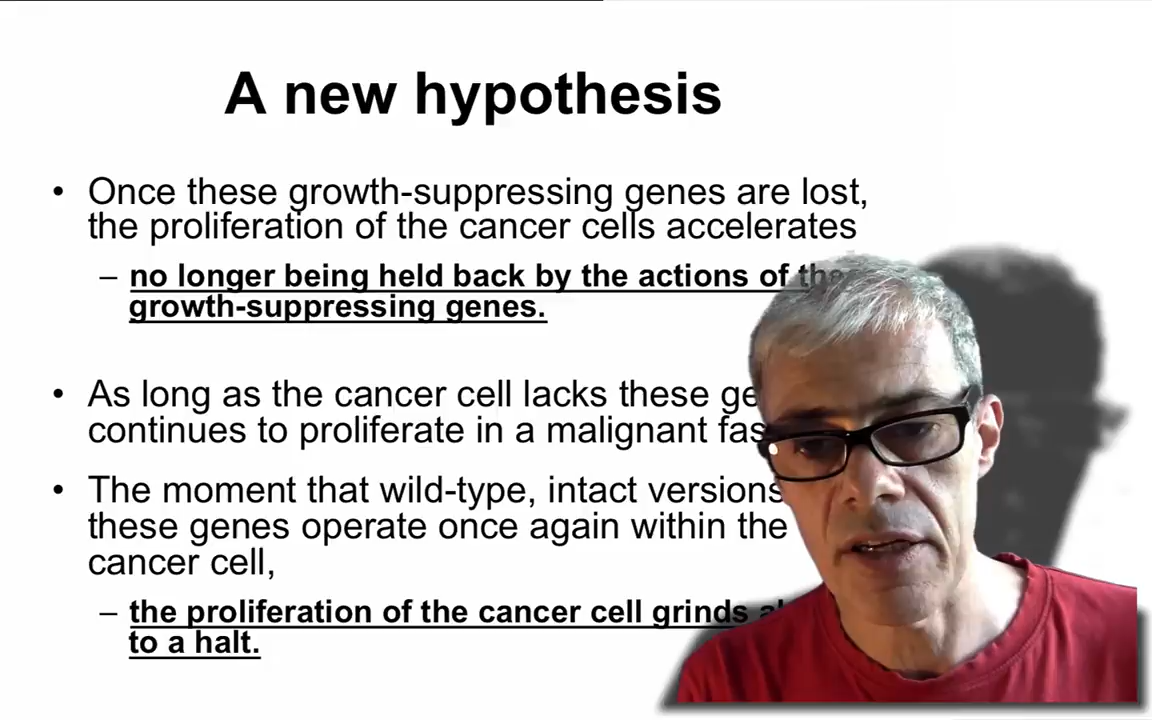 A new hypothesis
• Once these growth-suppressing genes are lost,
the proliferation of the cancer cells accelerates
– no longer being held back by the actions of
growth-suppressing genes.
• As long as the cancer cell lacks these
continues to proliferate in a malignant
• The moment that wild-type, intact versions
these genes operate once again within the
cancer cell,
– the proliferation of the cancer cell grinds
to a halt.